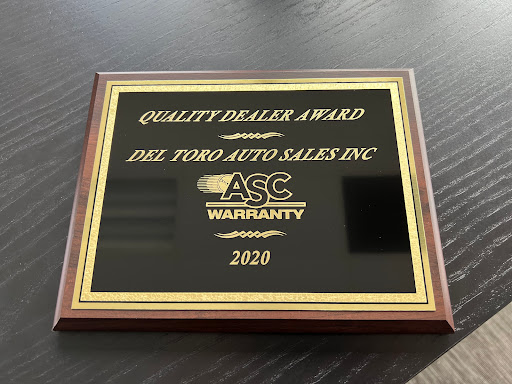 QUALITY DEALER AWARD
DEL TORO AUTO SALES INC
ASC
WARRANTY
2020